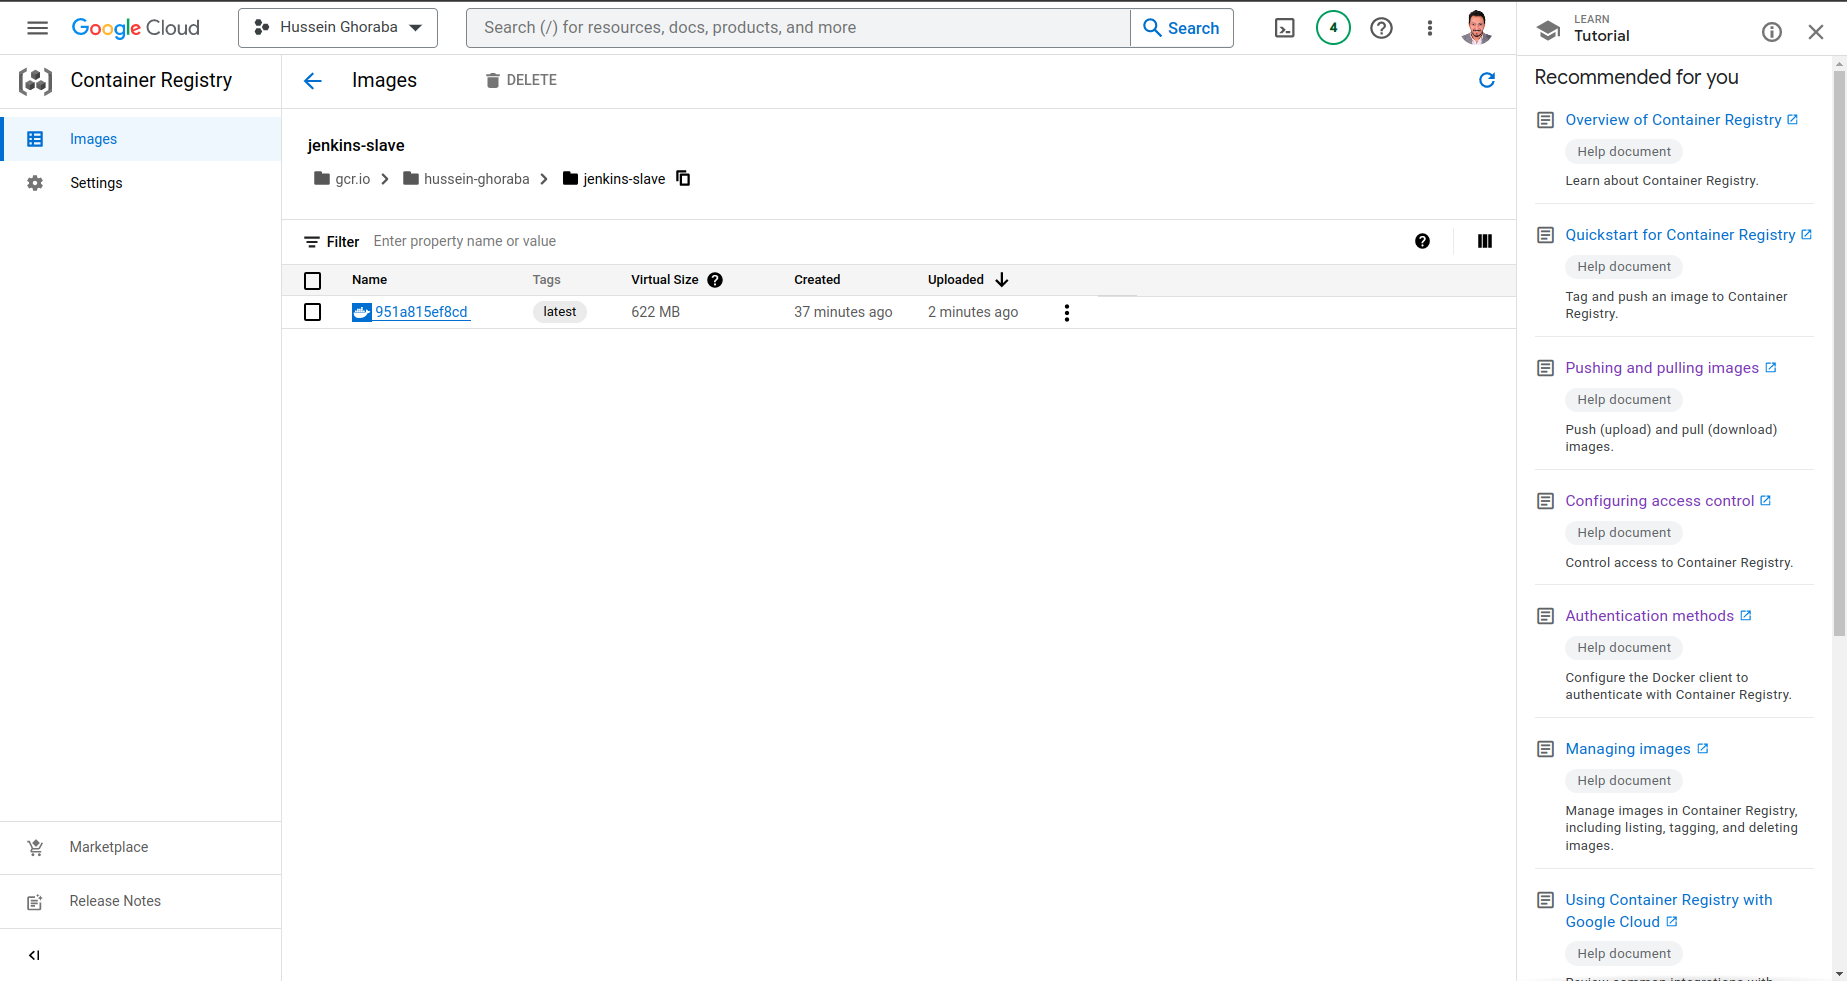 Google Cloud
Hussein Ghoraba
Search (/) for resources, docs, products, and more
Search
4
LEARN
Tutorial
Container Registry
Images
Settings
Marketplace
Release Notes
Images
DELETE
jenkins-slave
gcr.io
hussein-ghoraba
jenkins-slave
Filter Enter property name or value
Name Tags Virtual Size Created Uploaded
951a815ef8cd latest 622 MB 37 minutes ago 2 minutes ago
Recommended for you
Overview of Container Registry
Help document
Learn about Container Registry.
Quickstart for Container Registry
Help document
Tag and push an image to Container
Registry.
Pushing and pulling images
Help document
Push (upload) and pull (download)
images.
Configuring access control
Help document
Control access to Container Registry.
Authentication methods
Help document
Configure the Docker client to
authenticate with Container Registry.
Managing images
Help document
Manage images in Container Registry,
including listing, tagging, and deleting
images.
Using Container Registry with
Google Cloud
Help document